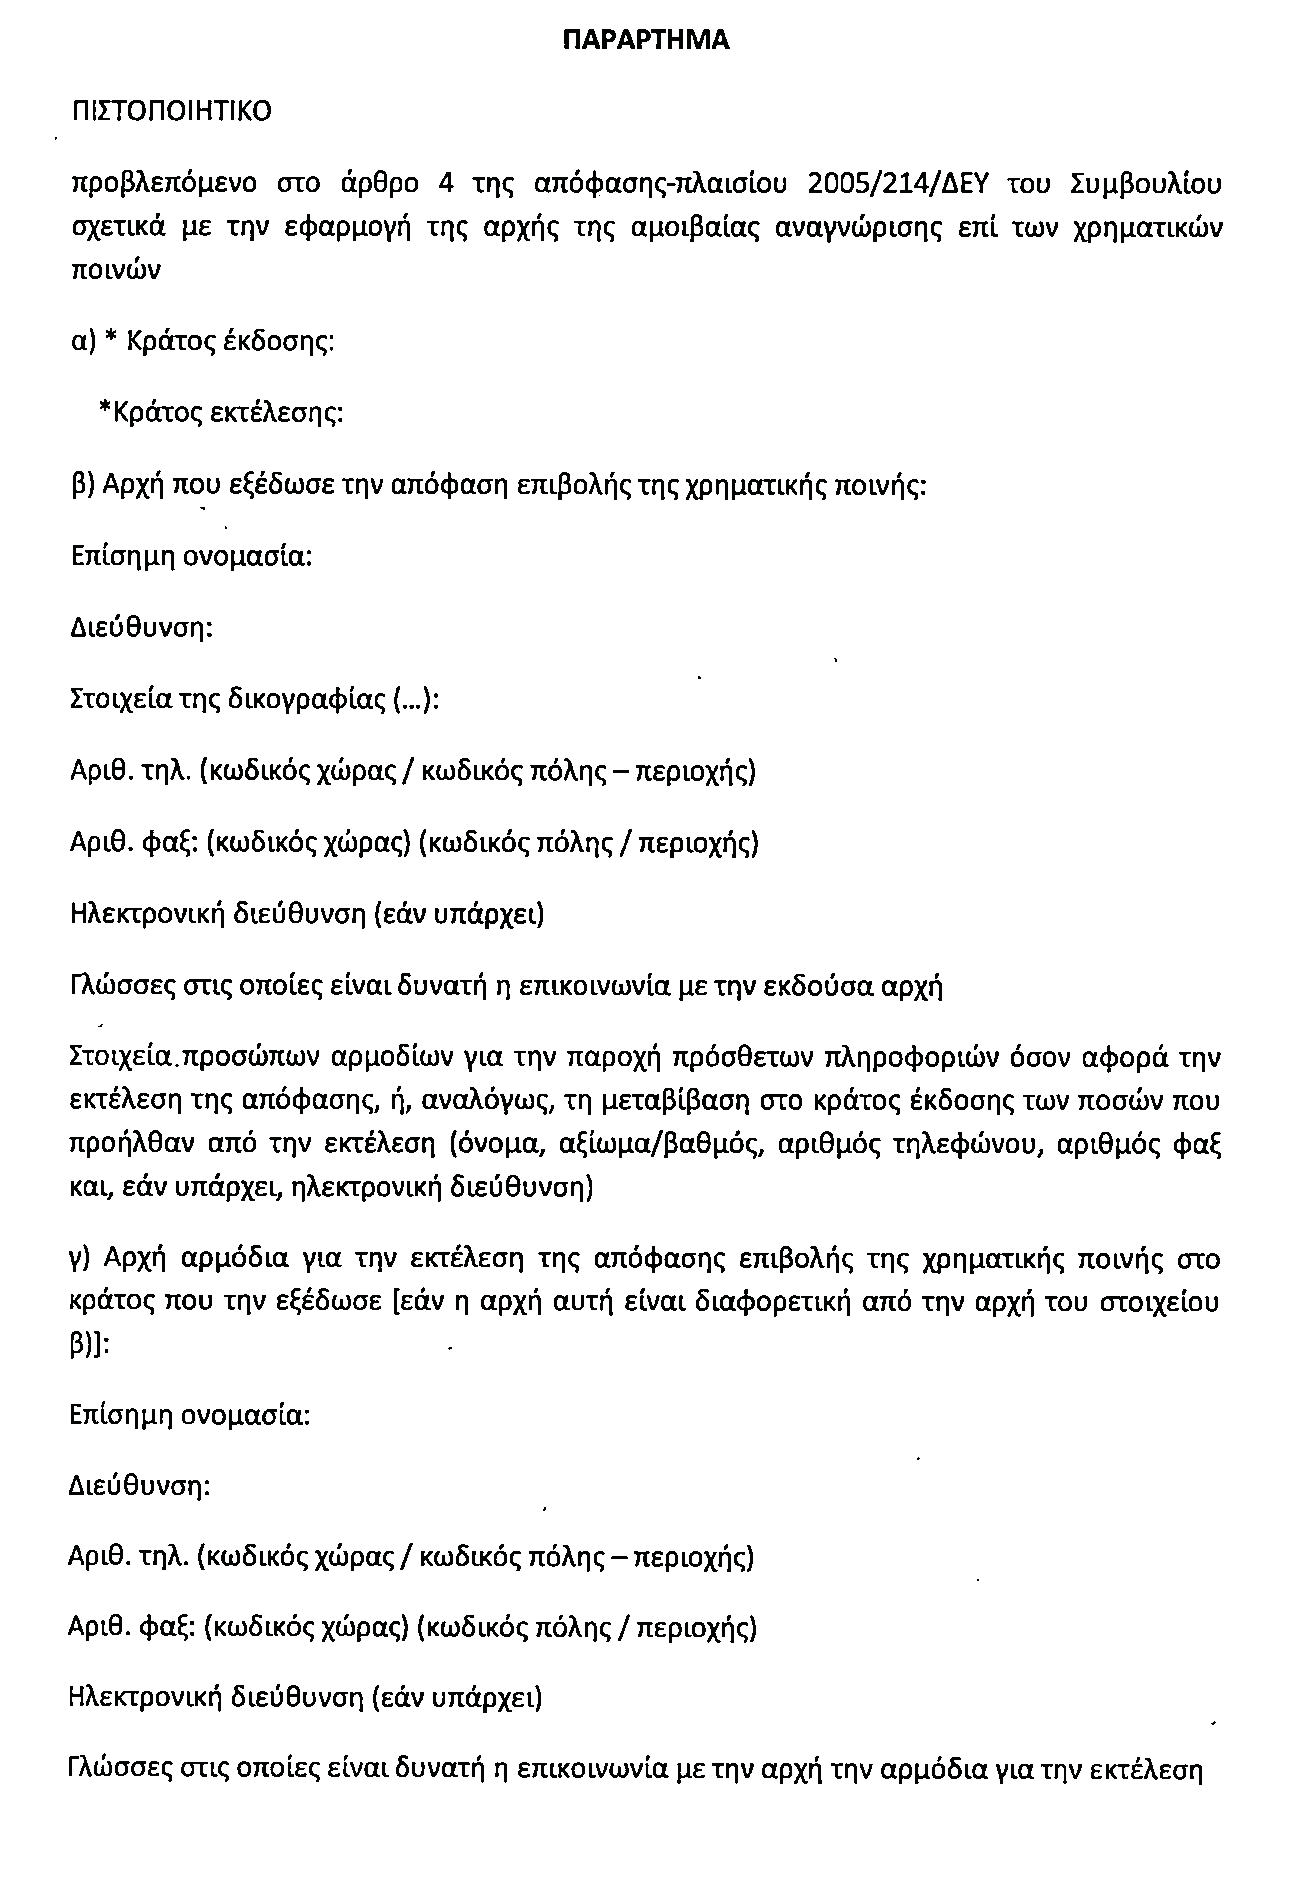 ΠΑΡΑΡΤΗΜΑ
ΠΙΣΤΟΠΟΙΗΤΙΚΟ
προβλεπόμενο στο άρθρο 4 της απόφασης-πλαισίου 2005/214/ΔΕΥ του Συμβουλίου
σχετικά με την εφαρμογή της αρχής της αμοιβαίας αναγνώρισης επί των χρηματικών
ποινών
α) * Κράτος έκδοσης:
*Κράτος εκτέλεσης:
β) Αρχή που εξέδωσε την απόφαση επιβολής της χρηματικής ποινής:
Επίσημη ονομασία:
Διεύθυνση:
Στοιχεία της δικογραφίας (...):
Αριθ. τηλ. (κωδικός χώρας / κωδικός πόλης – περιοχής)
Αριθ. φαξ: (κωδικός χώρας) (κωδικός πόλης / περιοχής)
Ηλεκτρονική διεύθυνση (εάν υπάρχει)
Γλώσσες στις οποίες είναι δυνατή η επικοινωνία με την εκδούσα αρχή
Στοιχεία προσώπων αρμοδίων για την παροχή πρόσθετων πληροφοριών όσον αφορά την
εκτέλεση της απόφασης, ή, αναλόγως, τη μεταβίβαση στο κράτος έκδοσης των ποσών που
προήλθαν από την εκτέλεση (όνομα, αξίωμα/βαθμός, αριθμός τηλεφώνου, αριθμός φαξ
και, εάν υπάρχει, ηλεκτρονική διεύθυνση)
γ) Αρχή αρμόδια για την εκτέλεση της απόφασης επιβολής της χρηματικής ποινής στο
κράτος που την εξέδωσε [εάν η αρχή αυτή είναι διαφορετική από την αρχή του στοιχείου
β)]:
Επίσημη ονομασία:
Διεύθυνση:
Αριθ. τηλ. (κωδικός χώρας / κωδικός πόλης – περιοχής)
Αριθ. φαξ: (κωδικός χώρας) (κωδικός πόλης / περιοχής)
Ηλεκτρονική διεύθυνση (εάν υπάρχει)
Γλώσσες στις οποίες είναι δυνατή η επικοινωνία με την αρχή την αρμόδια για την εκτέλεση